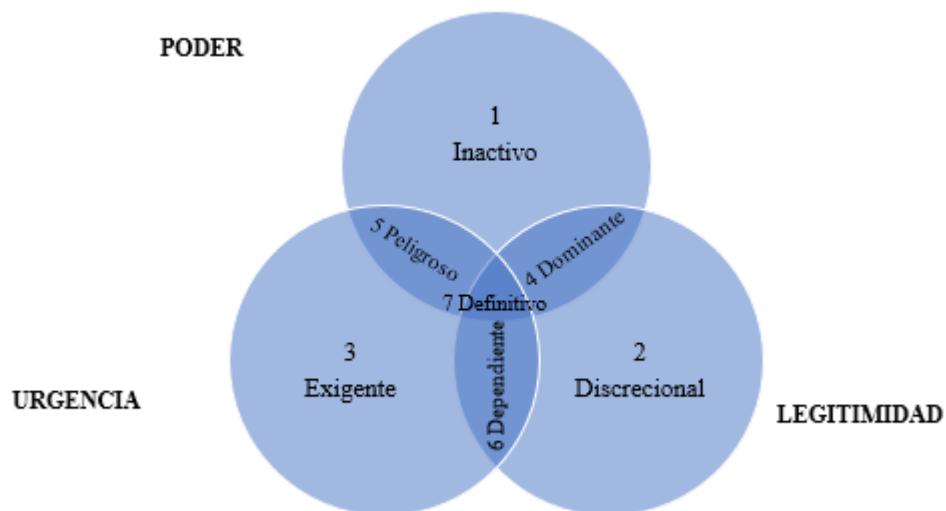 PODER
1
Inactivo
5 Peligroso
4 Dominante
7 Definitivo
3
Exigente
6 Dependiente
2
Discrecional
URGENCIA
LEGITIMIDAD